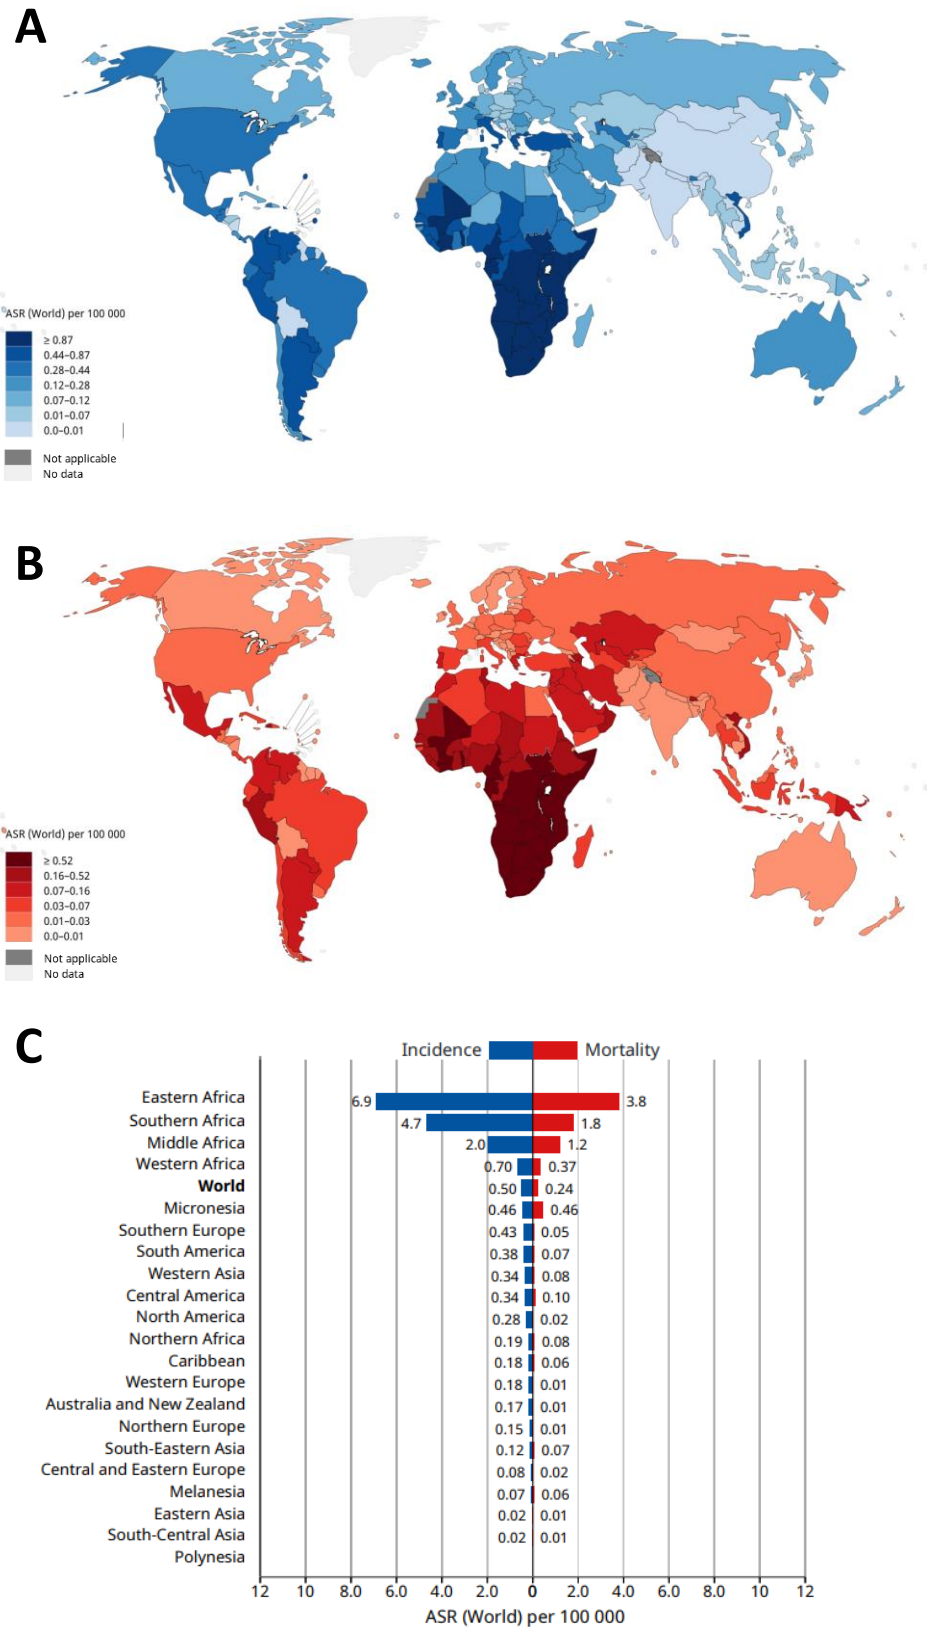 A
ASR (World) per 100 000
≥ 0.87
0.44–0.87
0.28–0.44
0.12–0.28
0.07–0.12
0.01–0.07
0.0–0.01
Not applicable
No data
B
ASR (World) per 100 000
≥ 0.52
0.16–0.52
0.07–0.16
0.03–0.07
0.01–0.03
0.0–0.01
Not applicable
No data
C
Incidence Mortality
Eastern Africa 6.9 3.8
Southern Africa 4.7 1.8
Middle Africa 2.0 1.2
Western Africa 0.70 0.37
World 0.50 0.24
Micronesia 0.46 0.46
Southern Europe 0.43 0.05
South America 0.38 0.07
Western Asia 0.34 0.08
Central America 0.34 0.10
North America 0.28 0.02
Northern Africa 0.19 0.08
Caribbean 0.18 0.06
Western Europe 0.18 0.01
Australia and New Zealand 0.17 0.01
Northern Europe 0.15 0.01
South-Eastern Asia 0.12 0.07
Central and Eastern Europe 0.08 0.02
Melanesia 0.07 0.06
Eastern Asia 0.02 0.01
South-Central Asia 0.02 0.01
Polynesia
12 10 8.0 6.0 4.0 2.0 0 2.0 4.0 6.0 8.0 10 12
ASR (World) per 100 000